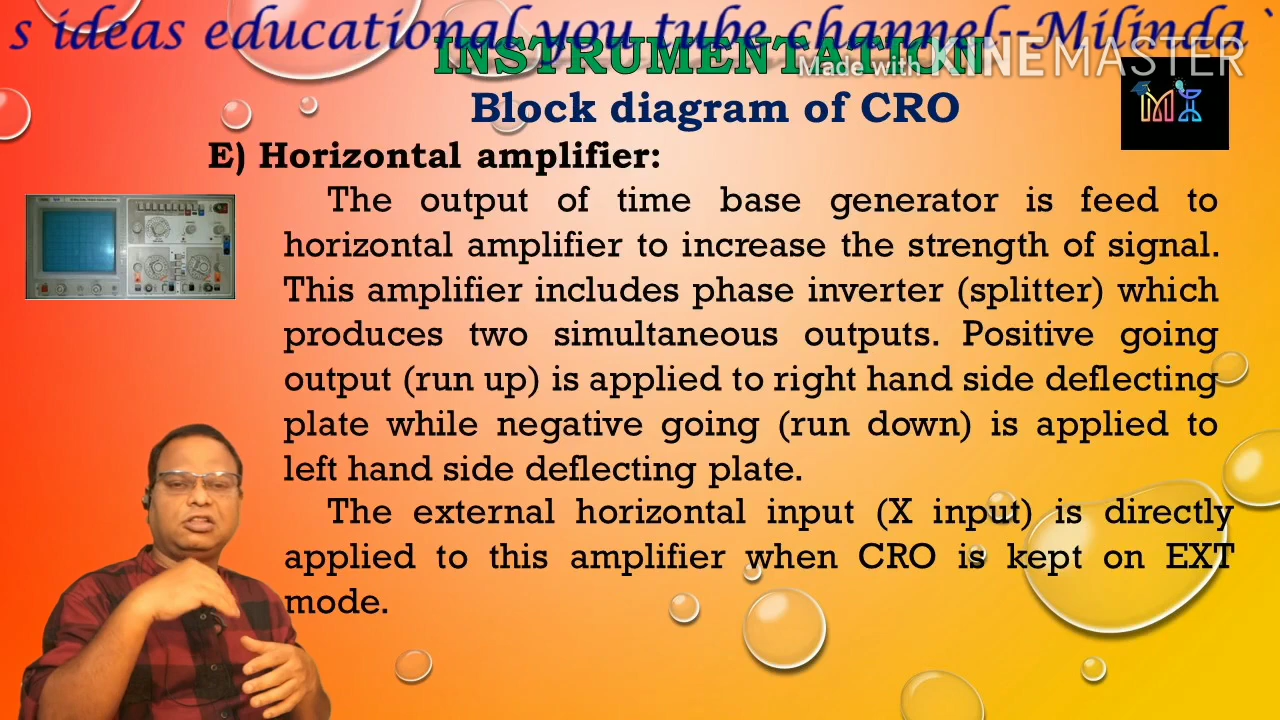 s ideas educational you tube channel--Milinda `
INSTRUMENTATION
Made with KINEMASTER
Block diagram of CRO
MI
E) Horizontal amplifier:
The output of time base generator is feed to
horizontal amplifier to increase the strength of signal.
This amplifier includes phase inverter (splitter) which
produces two simultaneous outputs. Positive going
output (run up) is applied to right hand side deflecting
plate while negative going (run down) is applied to
left hand side deflecting plate.
The external horizontal input (X input) is directly
applied to this amplifier when CRO is kept on EXT
mode.